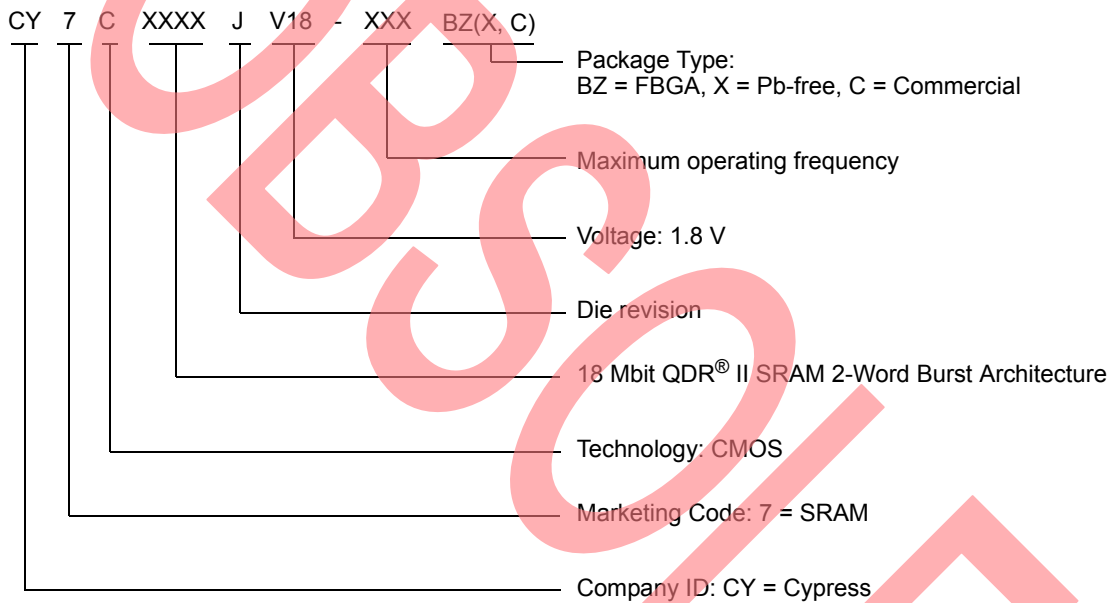 CY 7 C XXXX J V18 - XXX BZ(X, C)
Package Type:
BZ = FBGA, X = Pb-free, C = Commercial
Maximum operating frequency
Voltage: 1.8 V
Die revision
18 Mbit QDR® II SRAM 2-Word Burst Architecture
Technology: CMOS
Marketing Code: 7 = SRAM
Company ID: CY = Cypress